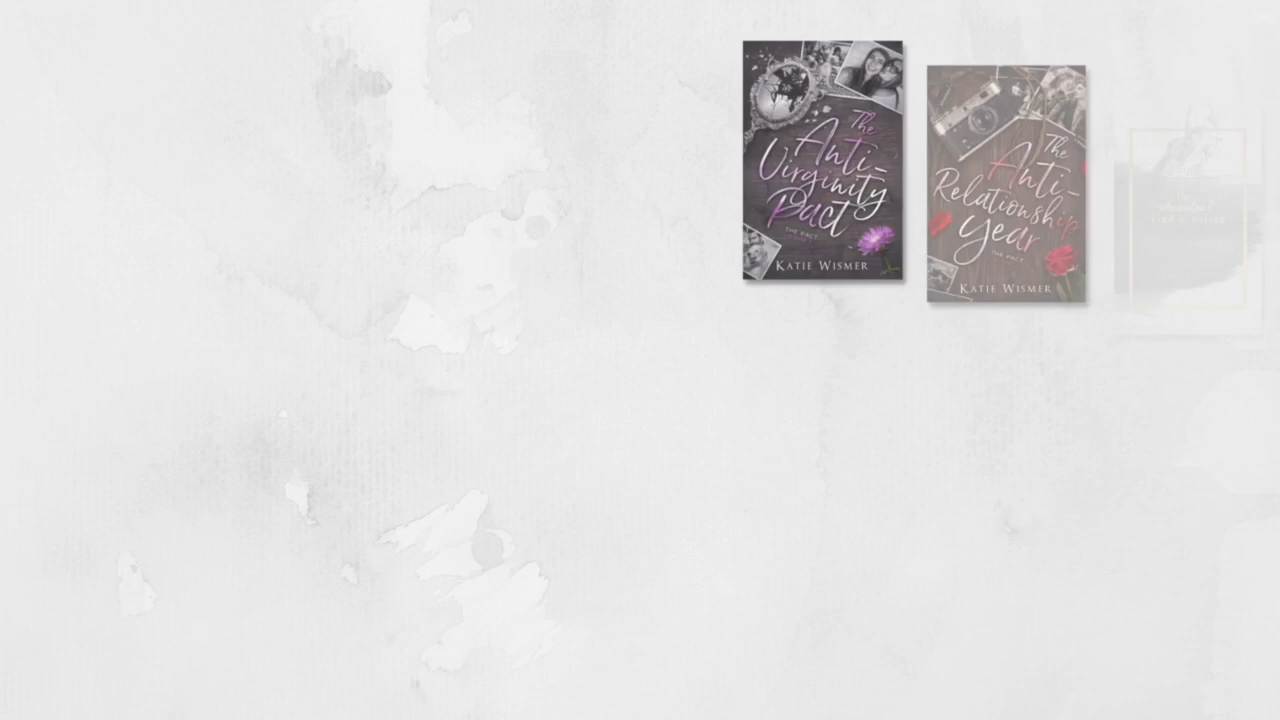 The
Anti-
Virginity
Pact
THE PACT
KATIE WISMER
The
Anti-
Relationship
Year
THE PACT
KATIE WISMER